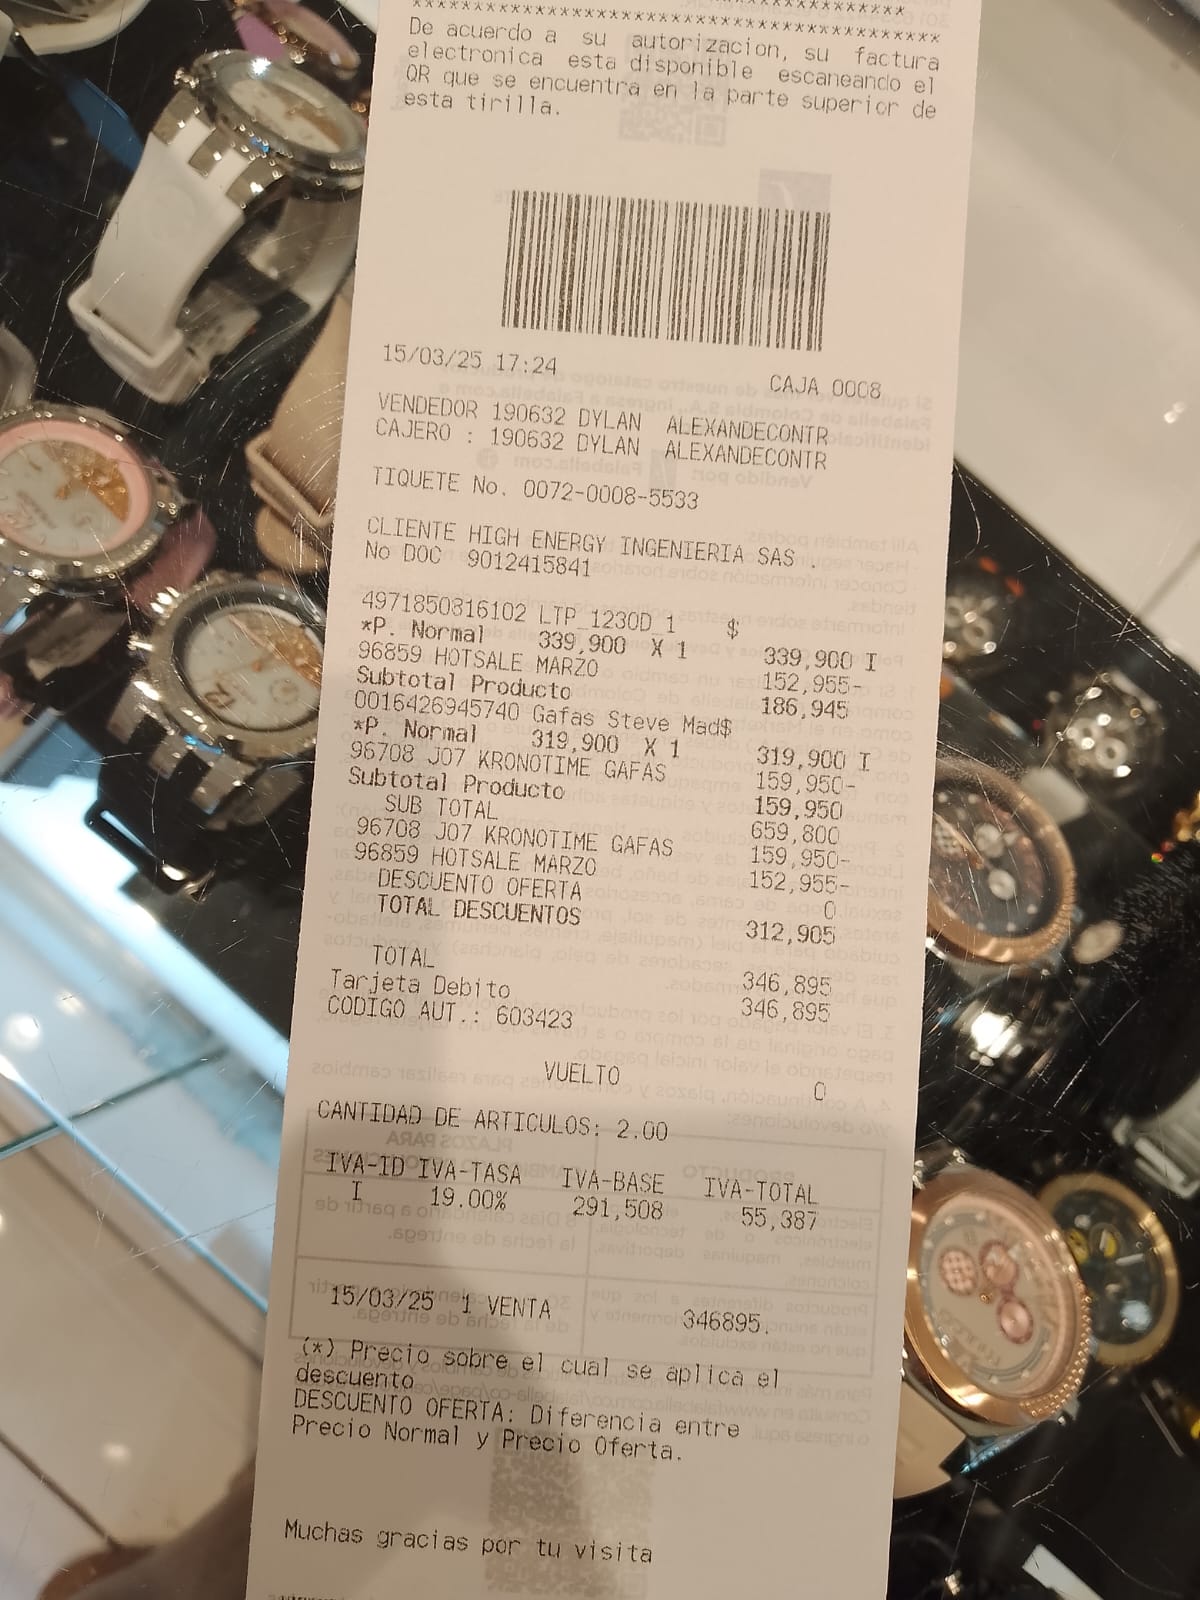 ****************************************
De acuerdo a su autorizacion, su factura
electronica esta disponible escaneando el
QR que se encuentra en la parte superior de
esta tirilla.
15/03/25 17:24 CAJA 0008
VENDEDOR 190632 DYLAN ALEXANDECONTR
CAJERO : 190632 DYLAN ALEXANDECONTR
TIQUETE No. 0072-0008-5533
CLIENTE HIGH ENERGY INGENIERIA SAS
No DOC 9012415841
4971850816102 LTP_1230D_1 $
*P. Normal 339,900 X 1 339,900 I
96859 HOTSALE MARZO 152,955-
Subtotal Producto 186,945
0016426945740 Gafas Steve Mad$
*P. Normal 319,900 X 1 319,900 I
96708 J07 KRONOTIME GAFAS 159,950-
Subtotal Producto 159,950
SUB TOTAL 659,800
96708 J07 KRONOTIME GAFAS 159,950-
96859 HOTSALE MARZO 152,955-
DESCUENTO OFERTA 0
TOTAL DESCUENTOS 312,905
TOTAL 346,895
Tarjeta Debito 346,895
CODIGO AUT.: 603423
VUELTO 0
CANTIDAD DE ARTICULOS: 2.00
IVA-ID IVA-TASA IVA-BASE IVA-TOTAL
I 19.00% 291,508 55,387
15/03/25 1 VENTA 346895.
(*) Precio sobre el cual se aplica el
descuento
DESCUENTO OFERTA: Diferencia entre
Precio Normal y Precio Oferta.
Muchas gracias por tu visita